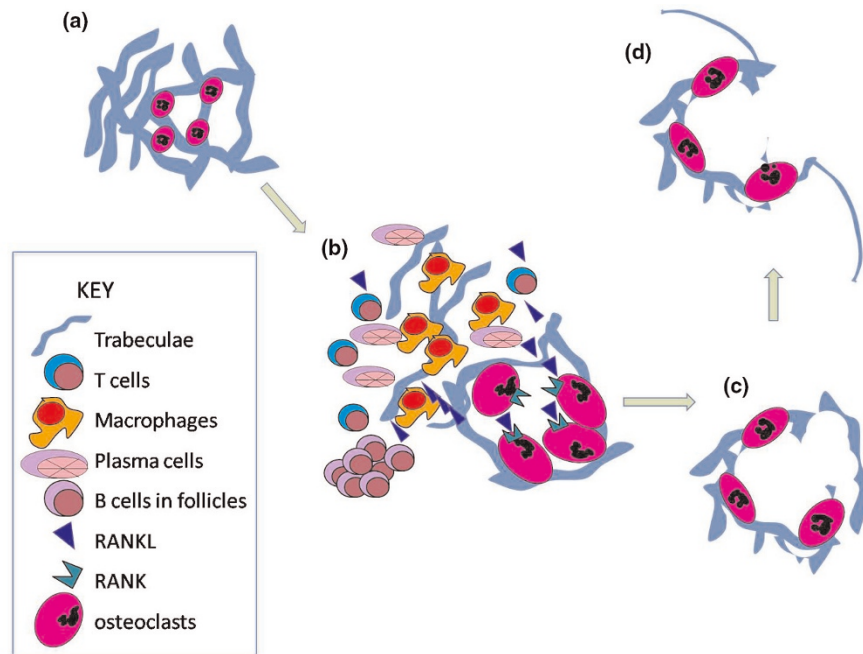 (a)
(d)
(b)
KEY
Trabeculae
T cells
Macrophages
Plasma cells
B cells in follicles
RANKL
RANK
osteoclasts
(c)